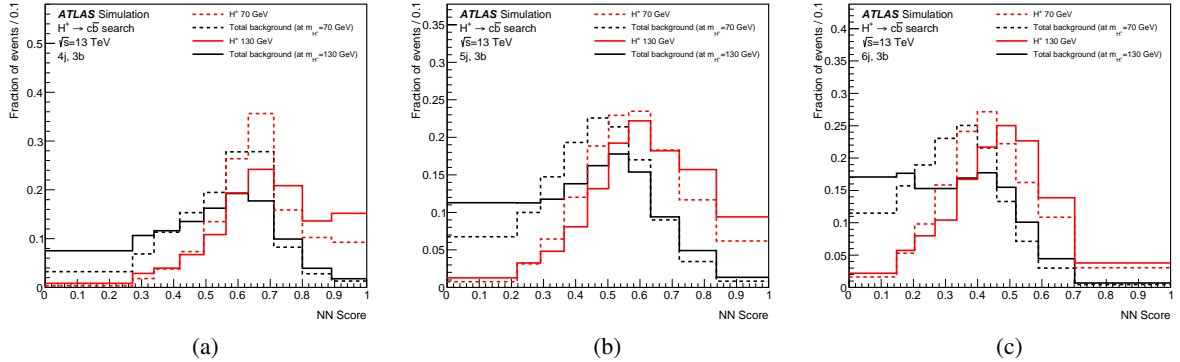 Fraction of events / 0.1
ATLAS Simulation
H⁺ → cb̅ search
√s=13 TeV
4j, 3b
H⁺ 70 GeV
Total background (at m_H⁺=70 GeV)
H⁺ 130 GeV
Total background (at m_H⁺=130 GeV)
0.5
0.4
0.3
0.2
0.1
0
0 0.1 0.2 0.3 0.4 0.5 0.6 0.7 0.8 0.9 1
NN Score
(a)
Fraction of events / 0.1
ATLAS Simulation
H⁺ → cb̅ search
√s=13 TeV
5j, 3b
H⁺ 70 GeV
Total background (at m_H⁺=70 GeV)
H⁺ 130 GeV
Total background (at m_H⁺=130 GeV)
0.35
0.3
0.25
0.2
0.15
0.1
0.05
0
0 0.1 0.2 0.3 0.4 0.5 0.6 0.7 0.8 0.9 1
NN Score
(b)
Fraction of events / 0.1
ATLAS Simulation
H⁺ → cb̅ search
√s=13 TeV
6j, 3b
H⁺ 70 GeV
Total background (at m_H⁺=70 GeV)
H⁺ 130 GeV
Total background (at m_H⁺=130 GeV)
0.4
0.35
0.3
0.25
0.2
0.15
0.1
0.05
0
0 0.1 0.2 0.3 0.4 0.5 0.6 0.7 0.8 0.9 1
NN Score
(c)